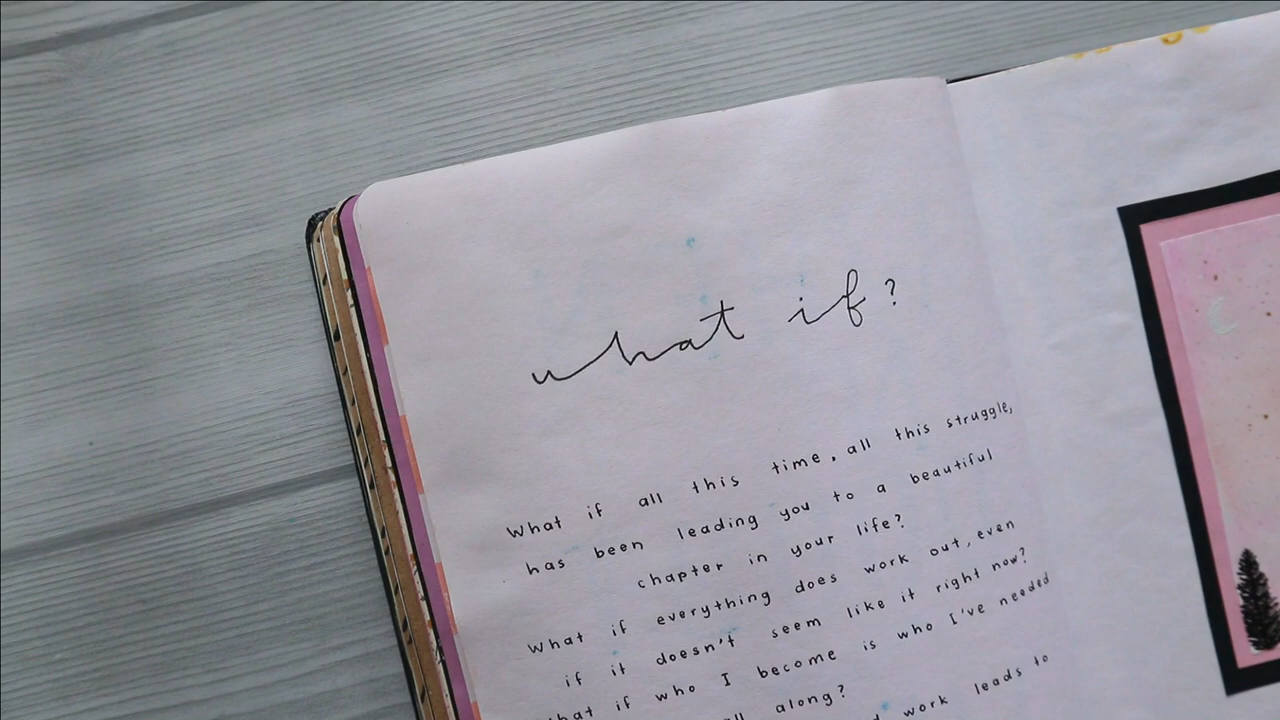 what if?
What if all this time, all this struggle,
has been leading you to a beautiful
chapter in your life?
What if everything does work out, even
if it doesn't seem like it right now?
if who I become is who I've needed
along?
work leads to